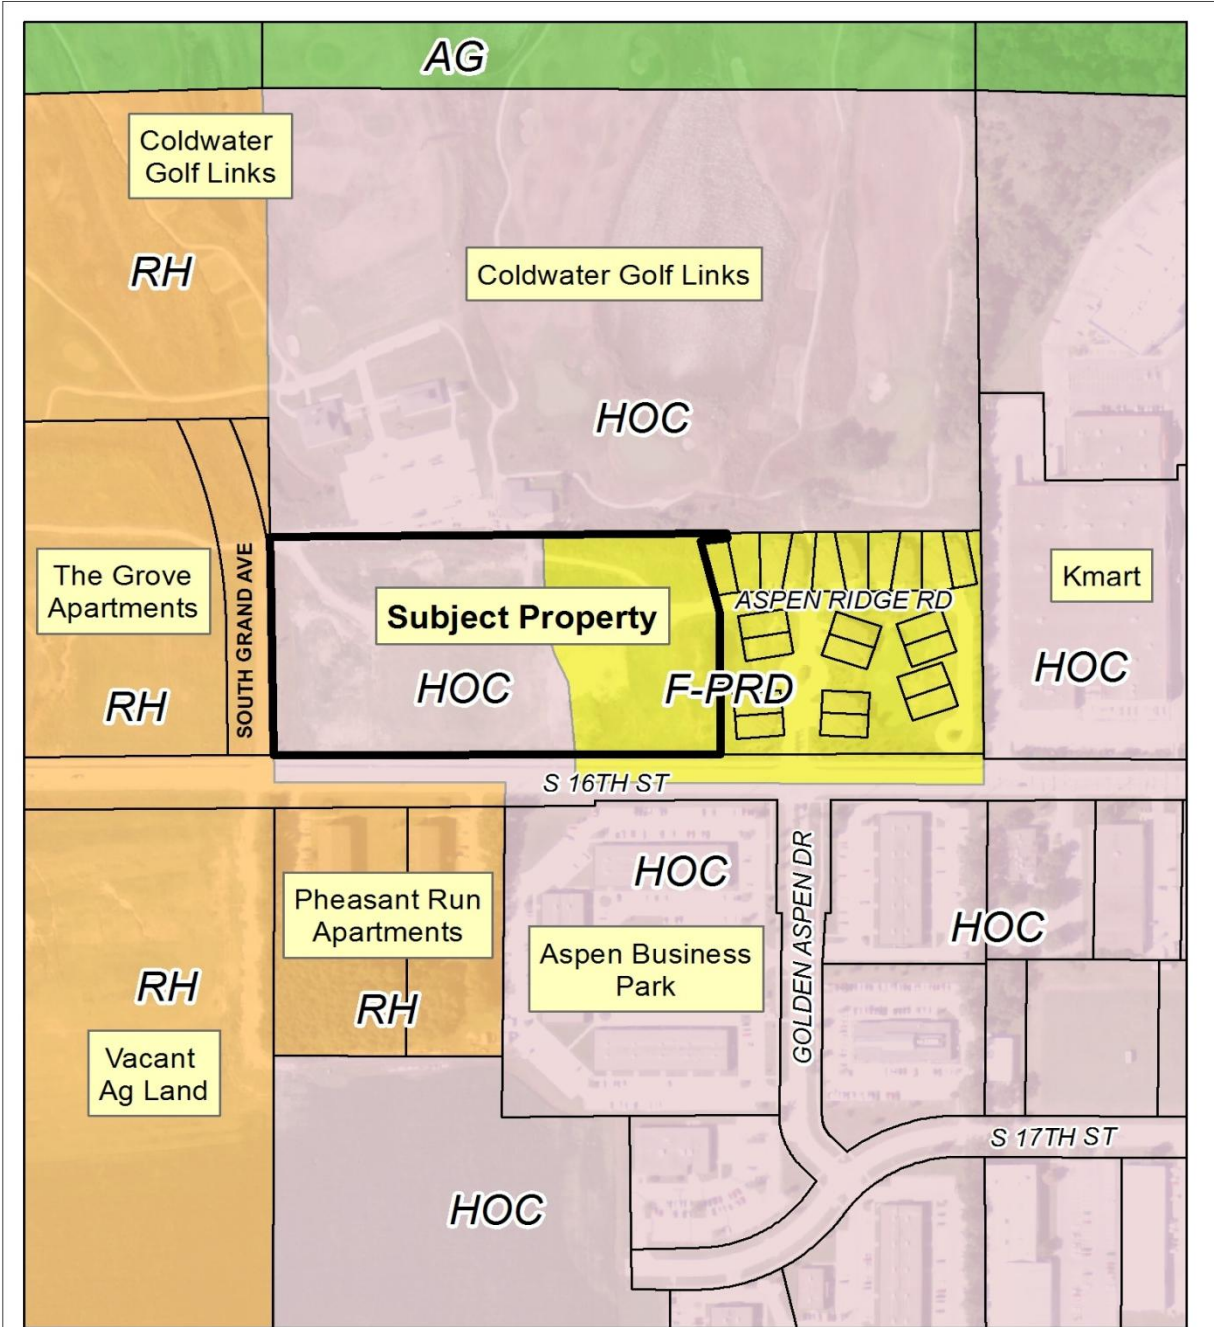 AG
Coldwater
Golf Links
RH
Coldwater Golf Links
HOC
The Grove
Apartments
SOUTH GRAND AVE
Subject Property
ASPEN RIDGE RD
Kmart
HOC
RH
HOC
F-PRD
S 16TH ST
HOC
GOLDEN ASPEN DR
Pheasant Run
Apartments
HOC
Aspen Business
Park
RH
RH
Vacant
Ag Land
S 17TH ST
HOC